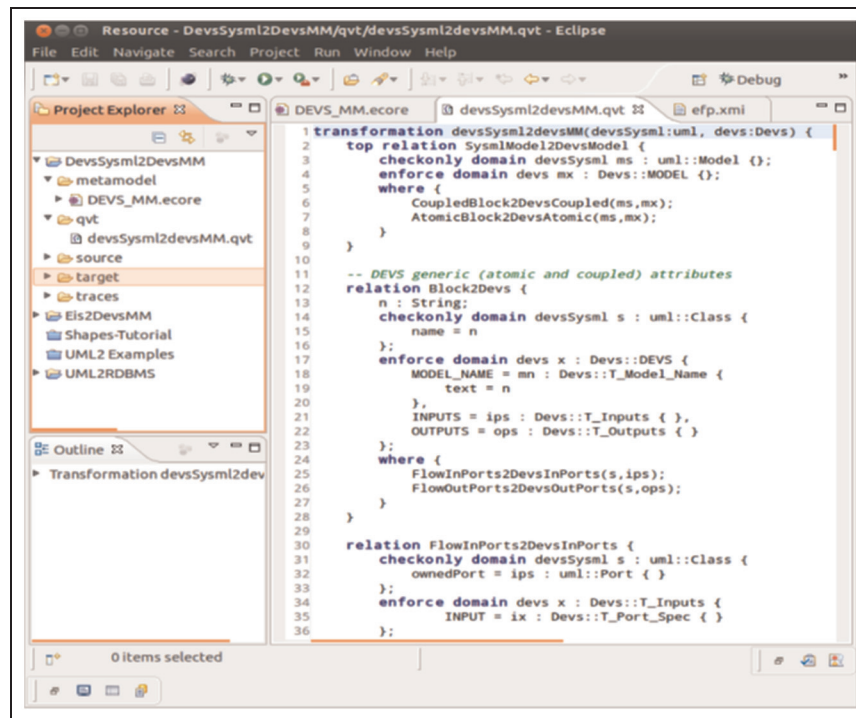 Resource - DevsSysml2DevsMM/qvt/devsSysml2devsMM.qvt - Eclipse
File Edit Navigate Search Project Run Window Help
Debug »
Project Explorer
DevsSysml2DevsMM
metamodel
DEVS_MM.ecore
qvt
devsSysml2devsMM.qvt
source
target
traces
Eis2DevsMM
Shapes-Tutorial
UML2 Examples
UML2RDBMS
Outline
Transformation devsSysml2dev
DEVS_MM.ecore devsSysml2devsMM.qvt efp.xmi
1 transformation devsSysml2devsMM(devsSysml:uml, devs:Devs) {
2 top relation SysmlModel2DevsModel {
3 checkonly domain devsSysml ms : uml::Model {};
4 enforce domain devs mx : Devs::MODEL {};
5 where {
6 CoupledBlock2DevsCoupled(ms,mx);
7 AtomicBlock2DevsAtomic(ms,mx);
8 }
9 }
10
11 -- DEVS generic (atomic and coupled) attributes
12 relation Block2Devs {
13 n : String;
14 checkonly domain devsSysml s : uml::Class {
15 name = n
16 };
17 enforce domain devs x : Devs::DEVS {
18 MODEL_NAME = mn : Devs::T_Model_Name {
19 text = n
20 },
21 INPUTS = ips : Devs::T_Inputs { },
22 OUTPUTS = ops : Devs::T_Outputs { }
23 };
24 where {
25 FlowInPorts2DevsInPorts(s,ips);
26 FlowOutPorts2DevsOutPorts(s,ops);
27 }
28 }
29
30 relation FlowInPorts2DevsInPorts {
31 checkonly domain devsSysml s : uml::Class {
32 ownedPort = ips : uml::Port { }
33 };
34 enforce domain devs x : Devs::T_Inputs {
35 INPUT = ix : Devs::T_Port_Spec { }
36 };
0 items selected